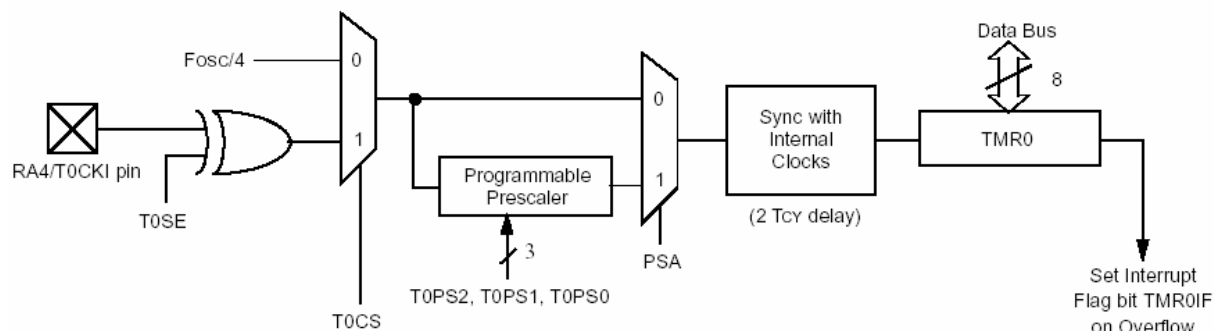 Data Bus
8
Fosc/4
0
1
RA4/T0CKI pin
T0SE
T0CS
Programmable
Prescaler
3
T0PS2, T0PS1, T0PS0
0
1
PSA
Sync with
Internal
Clocks
(2 TCY delay)
TMR0
Set Interrupt
Flag bit TMR0IF
on Overflow